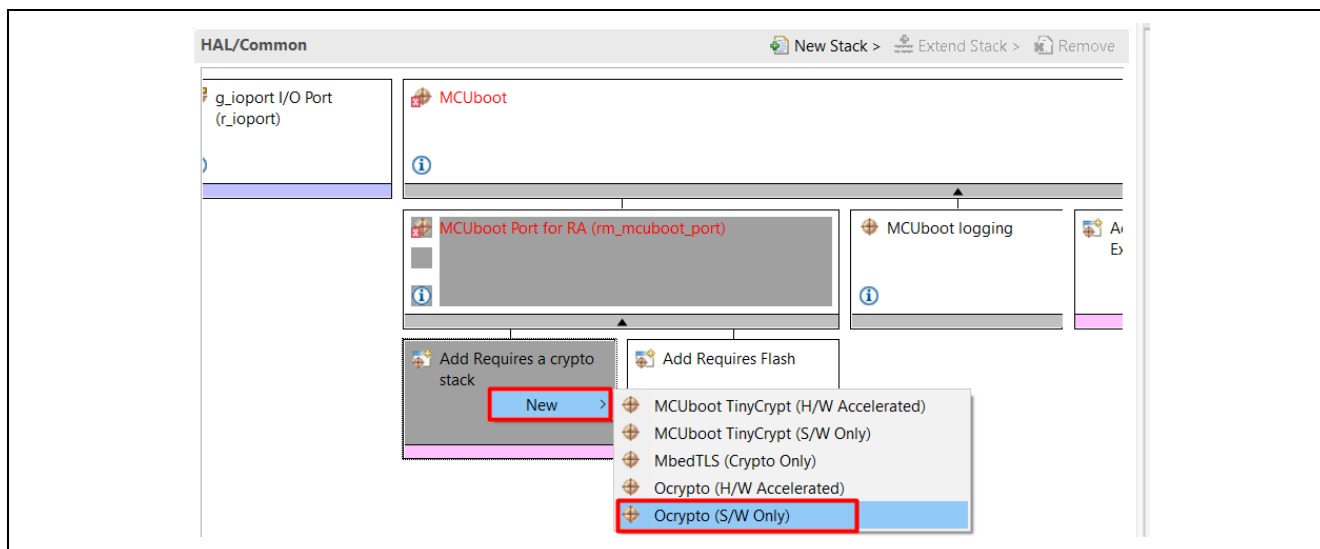 HAL/Common
New Stack > Extend Stack > Remove
g_ioport I/O Port
(r_ioport)
MCUboot
MCUboot Port for RA (rm_mcuboot_port)
MCUboot logging
Add Requires a crypto
stack
Add Requires Flash
New >
MCUboot TinyCrypt (H/W Accelerated)
MCUboot TinyCrypt (S/W Only)
MbedTLS (Crypto Only)
Ocrypto (H/W Accelerated)
Ocrypto (S/W Only)